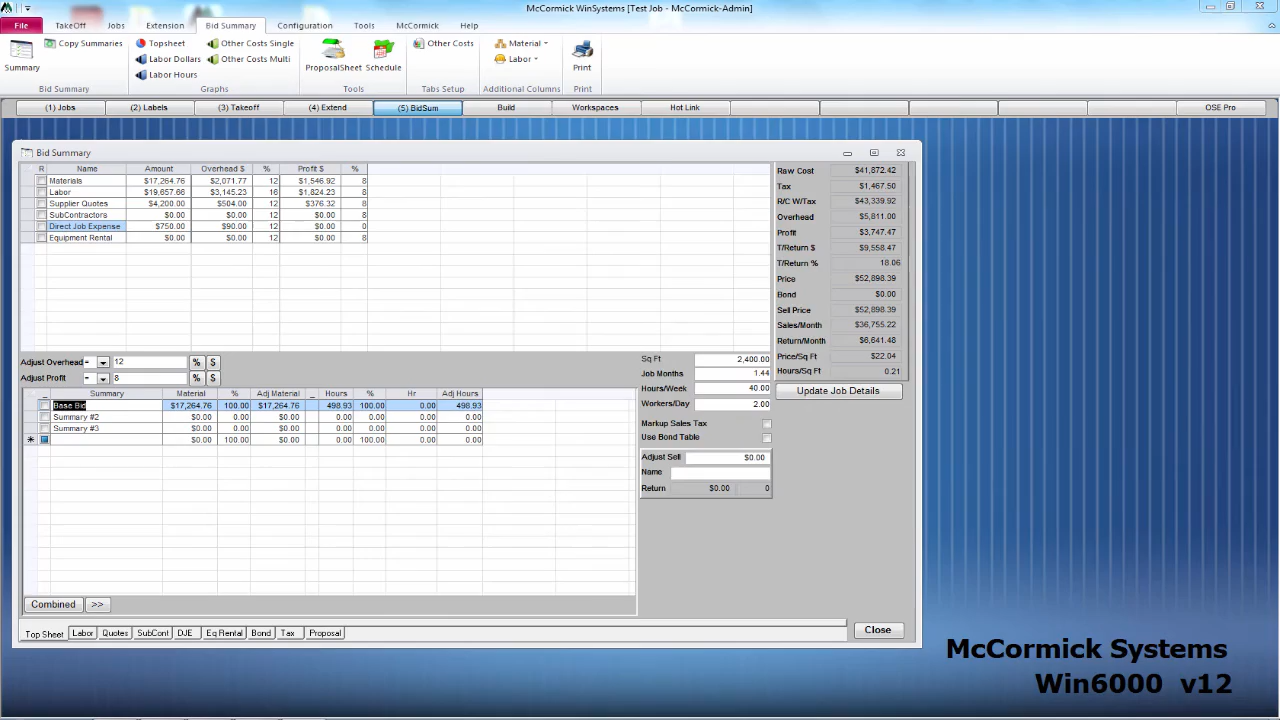 McCormick WinSystems [Test Job - McCormick-Admin]
File TakeOff Jobs Extension Bid Summary Configuration Tools McCormick Help
Summary Copy Summaries Topsheet Labor Dollars Labor Hours Other Costs Single Other Costs Multi ProposalSheet Schedule Other Costs Material Labor Print
Bid Summary Graphs Tools Tabs Setup Additional Columns Print
(1) Jobs (2) Labels (3) Takeoff (4) Extend (5) BidSum Build Workspaces Hot Link OSE Pro
Bid Summary
R Name Amount Overhead $ % Profit $ %
Materials $17,264.76 $2,071.77 12 $1,546.92 8
Labor $19,657.66 $3,145.23 16 $1,824.23 8
Supplier Quotes $4,200.00 $504.00 12 $376.32 8
SubContractors $0.00 $0.00 12 $0.00 8
Direct Job Expense $750.00 $90.00 12 $0.00 0
Equipment Rental $0.00 $0.00 12 $0.00 8
Raw Cost $41,872.42
Tax $1,467.50
R/C W/Tax $43,339.92
Overhead $5,811.00
Profit $3,747.47
T/Return $ $9,558.47
T/Return % 18.06
Price $52,898.39
Bond $0.00
Sell Price $52,898.39
Sales/Month $36,755.22
Return/Month $6,641.48
Price/Sq Ft $22.04
Hours/Sq Ft 0.21
Update Job Details
Adjust Overhead = 12 % $
Adjust Profit = 8 % $
Sq Ft 2,400.00
Job Months 1.44
Hours/Week 40.00
Workers/Day 2.00
Markup Sales Tax
Use Bond Table
Adjust Sell $0.00
Name
Return $0.00 0
_ Summary Material % Adj Material _ Hours % Hr Adj Hours
Base Bid $17,264.76 100.00 $17,264.76 498.93 100.00 0.00 498.93
Summary #2 $0.00 0.00 $0.00 0.00 0.00 0.00 0.00
Summary #3 $0.00 0.00 $0.00 0.00 0.00 0.00 0.00
* $0.00 100.00 $0.00 0.00 100.00 0.00 0.00
Combined >>
Top Sheet Labor Quotes SubCont DJE Eq Rental Bond Tax Proposal
Close
McCormick Systems
Win6000 v12